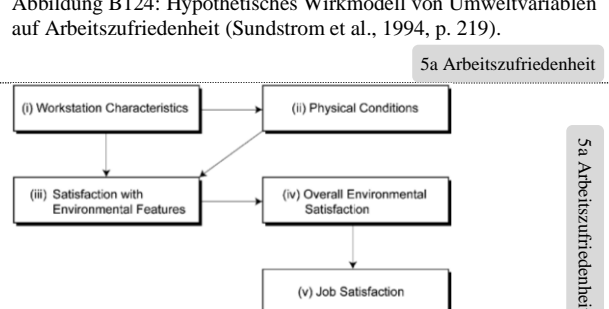 Abbildung B124: Hypothetisches Wirkmodell von Umweltvariablen
auf Arbeitszufriedenheit (Sundstrom et al., 1994, p. 219).
5a Arbeitszufriedenheit
(i) Workstation Characteristics
(ii) Physical Conditions
(iii) Satisfaction with
Environmental Features
(iv) Overall Environmental
Satisfaction
(v) Job Satisfaction
5a Arbeitszufriedenheit